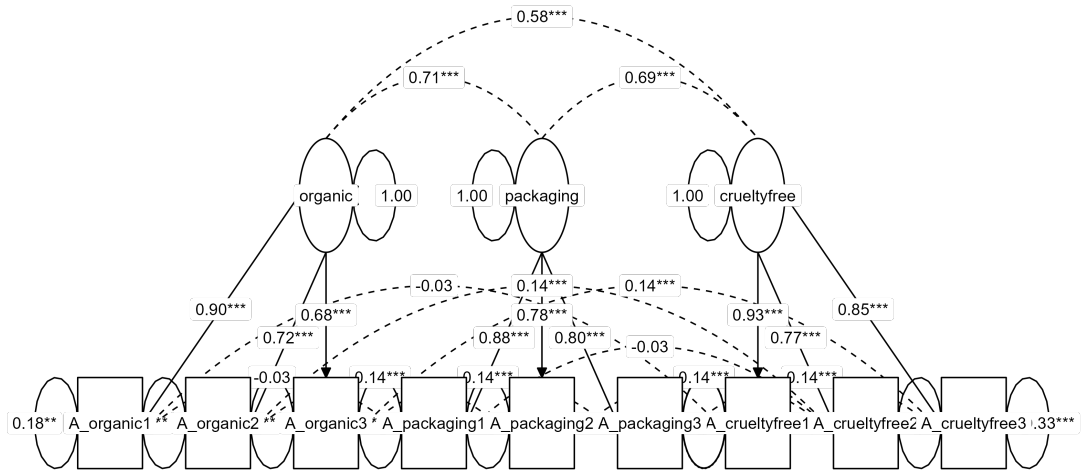 0.58***
0.71*** 0.69***
organic 1.00 1.00 packaging 1.00 crueltyfree
-0.03 0.14*** 0.14***
0.90*** 0.68*** 0.78*** 0.93*** 0.85***
0.72*** 0.88*** 0.80*** 0.77***
-0.03
-0.03 0.14*** 0.14*** 0.14*** 0.14***
0.18** A_organic1 ** A_organic2 ** A_organic3 * A_packaging1 A_packaging2 A_packaging3 A_crueltyfree1 A_crueltyfree2 A_crueltyfree3 .33***